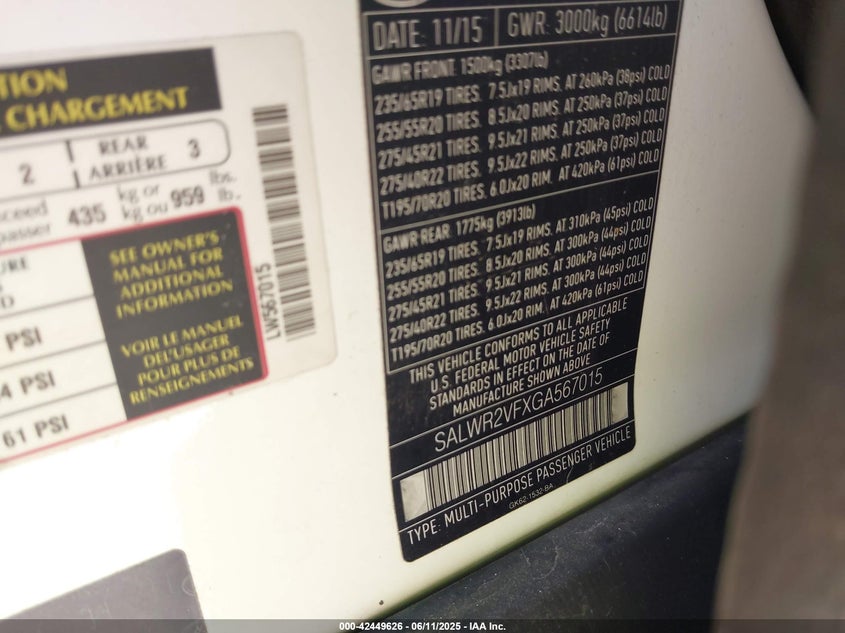 TION
CHARGEMENT
2
REAR
ARRIÈRE
3
xceed
passer
435
kg or
kg ou
959
lbs.
lb.
URE
D
PSI
4 PSI
61 PSI
SEE OWNER'S
MANUAL FOR
ADDITIONAL
INFORMATION
VOIR LE MANUEL
DEL'USAGER
POUR PLUS DE
RENSEIGNEMENTS
LW567015
DATE: 11/15
GWR: 3000kg (6614lb)
GAWR FRONT: 1500kg (3307lb)
235/65R19 TIRES. 7.5Jx19 RIMS. AT 260kPa (38psi) COLD
255/55R20 TIRES. 8.5Jx20 RIMS. AT 250kPa (37psi) COLD
275/45R21 TIRES. 9.5Jx21 RIMS. AT 250kPa (37psi) COLD
275/40R22 TIRES. 9.5Jx22 RIMS. AT 250kPa (37psi) COLD
T195/70R20 TIRES. 6.0Jx20 RIM. AT 420kPa (61psi) COLD
GAWR REAR: 1775kg (3913lb)
235/65R19 TIRES. 7.5Jx19 RIMS. AT 310kPa (45psi) COLD
255/55R20 TIRES. 8.5Jx20 RIMS. AT 300kPa (44psi) COLD
275/45R21 TIRES. 9.5Jx21 RIMS. AT 300kPa (44psi) COLD
275/40R22 TIRES. 9.5Jx22 RIMS. AT 300kPa (44psi) COLD
T195/70R20 TIRES. 6.0Jx20 RIM. AT 420kPa (61psi) COLD
THIS VEHICLE CONFORMS TO ALL APPLICABLE
U.S. FEDERAL MOTOR VEHICLE SAFETY
STANDARDS IN EFFECT ON THE DATE OF
MANUFACTURE SHOWN ABOVE
SALWR2VFXGA567015
TYPE: MULTI-PURPOSE PASSENGER VEHICLE
GK62-1532-BA
000-42449626 - 06/11/2025 - IAA Inc.